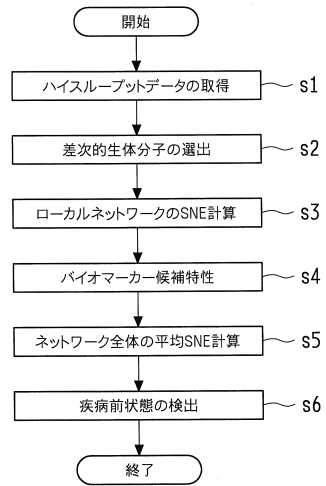 開始
ハイスループットデータの取得 s1
差次的生体分子の選出 s2
ローカルネットワークのSNE計算 s3
バイオマーカー候補特性 s4
ネットワーク全体の平均SNE計算 s5
疾病前状態の検出 s6
終了